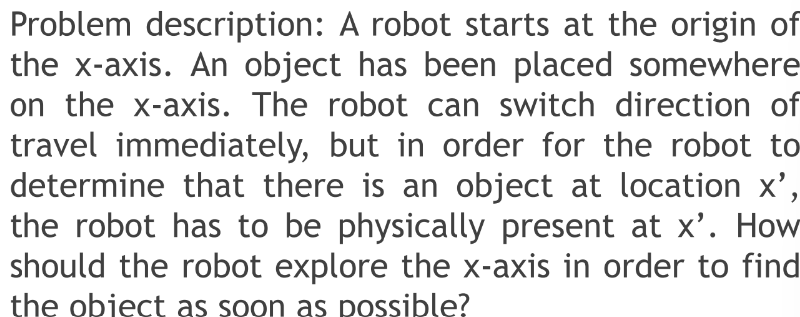 Problem description: A robot starts at the origin of
the x-axis. An object has been placed somewhere
on the x-axis. The robot can switch direction of
travel immediately, but in order for the robot to
determine that there is an object at location x’,
the robot has to be physically present at x’. How
should the robot explore the x-axis in order to find
the object as soon as possible?